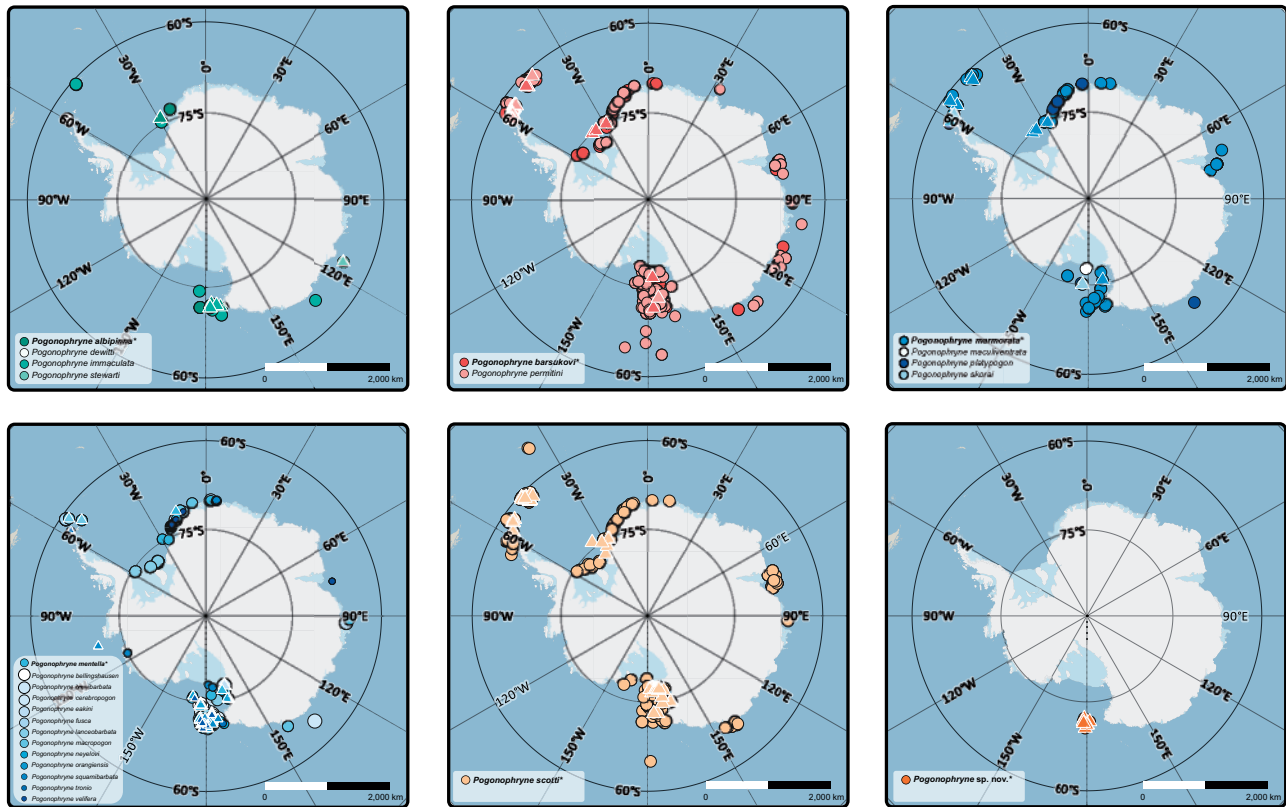 60°S
30°W
0°
30°E
60°W
75°S
60°E
90°W
90°E
120°W
120°E
150°W
150°E
60°S
Pogonophryne albipinna*
Pogonophryne dewitti
Pogonophryne immaculata
Pogonophryne stewarti
0
2,000 km
60°S
30°W
0°
30°E
60°W
75°S
60°E
90°W
90°E
120°W
120°E
150°W
150°E
60°S
Pogonophryne barsukovi*
Pogonophryne permitini
0
2,000 km
60°S
30°W
0°
30°E
60°W
75°S
60°E
90°W
90°E
120°W
120°E
150°W
150°E
60°S
Pogonophryne marmorata*
Pogonophryne maculiventrata
Pogonophryne platypogon
Pogonophryne skorai
0
2,000 km
60°S
30°W
0°
30°E
60°W
75°S
60°E
90°W
90°E
120°E
150°W
150°E
60°S
Pogonophryne mentella*
Pogonophryne bellingshausen
Pogonophryne
Pogonophryne cerebropogon
Pogonophryne eakini
Pogonophryne fusca
Pogonophryne lanceobarbata
Pogonophryne macropogon
Pogonophryne neyelovi
Pogonophryne orangiensis
Pogonophryne squamibarbata
Pogonophryne tronio
Pogonophryne velifera
0
2,000 km
60°S
30°W
0°
30°E
60°W
75°S
60°E
90°W
90°E
120°W
120°E
150°W
150°E
60°S
Pogonophryne scotti*
0
2,000 km
60°S
30°W
0°
30°E
60°W
75°S
60°E
90°W
90°E
120°W
120°E
150°W
150°E
60°S
Pogonophryne sp. nov.*
0
2,000 km